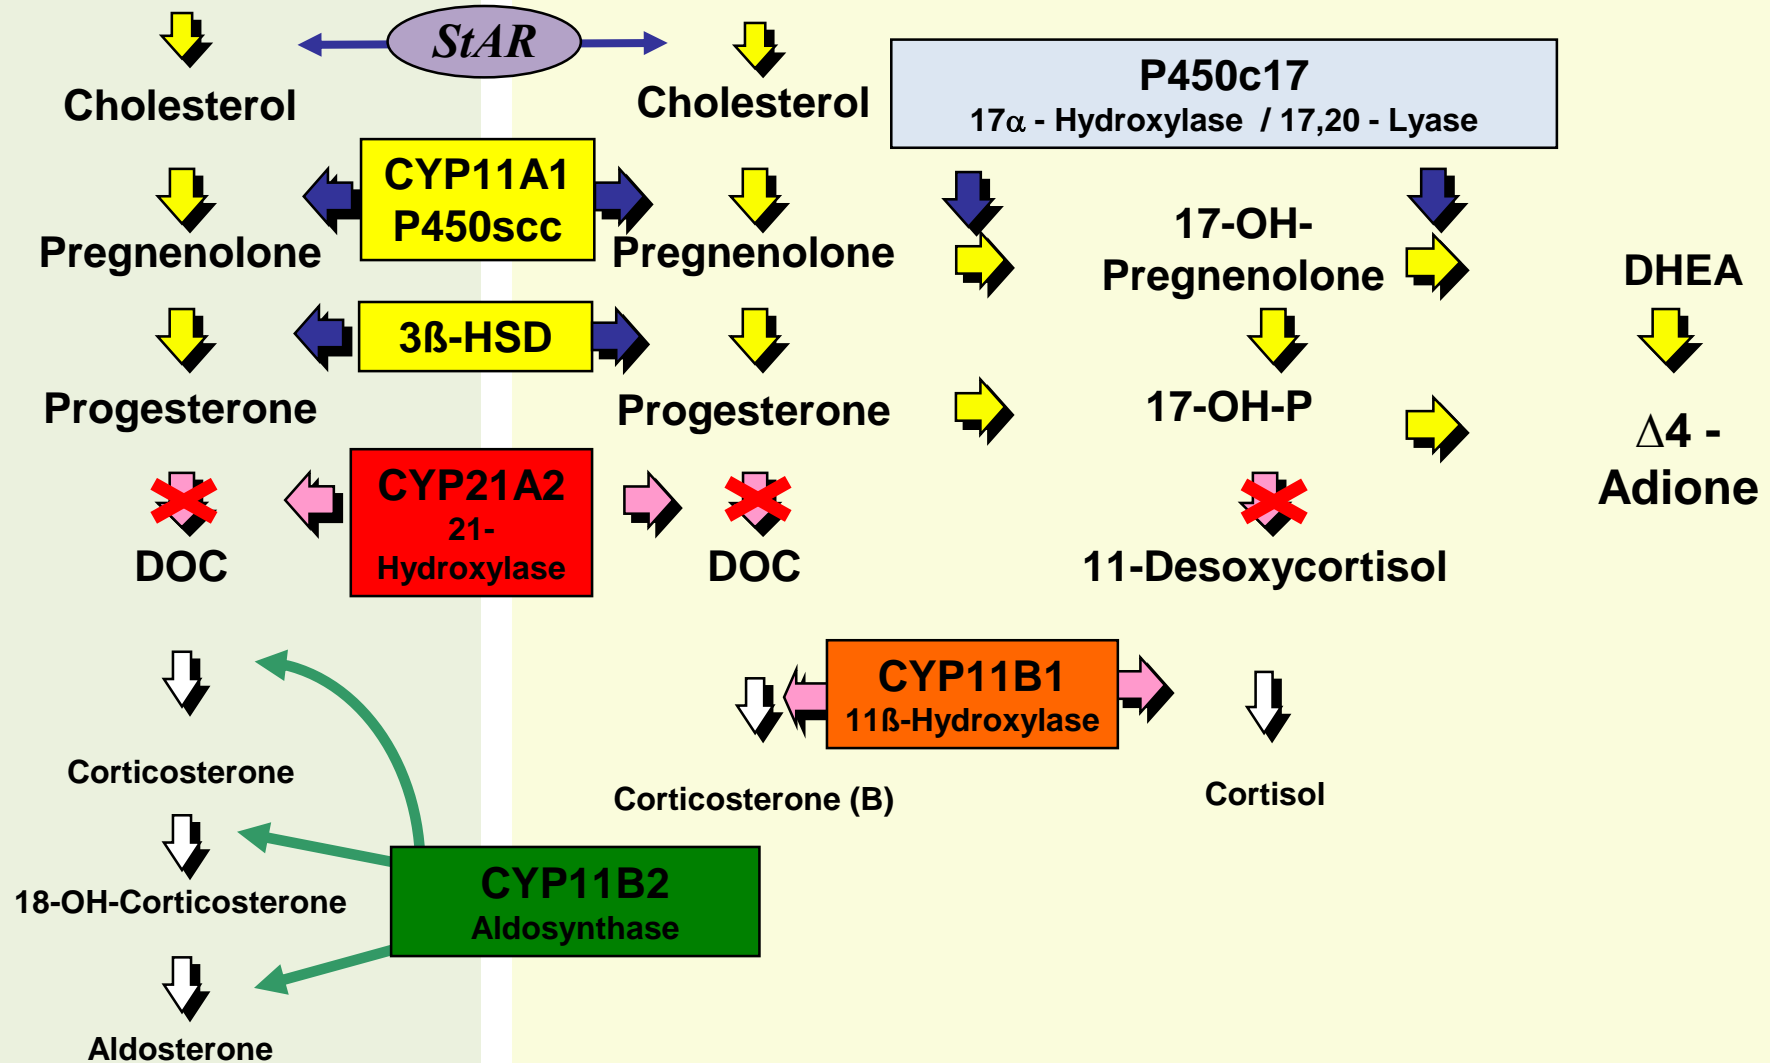 StAR
Cholesterol
Cholesterol
P450c17
17α - Hydroxylase / 17,20 - Lyase
CYP11A1
P450scc
Pregnenolone
Pregnenolone
17-OH-
Pregnenolone
DHEA
3ß-HSD
Progesterone
Progesterone
17-OH-P
Δ4 -
Adione
CYP21A2
21-
Hydroxylase
DOC
DOC
11-Desoxycortisol
CYP11B1
11ß-Hydroxylase
Corticosterone
Corticosterone (B)
Cortisol
18-OH-Corticosterone
CYP11B2
Aldosynthase
Aldosterone